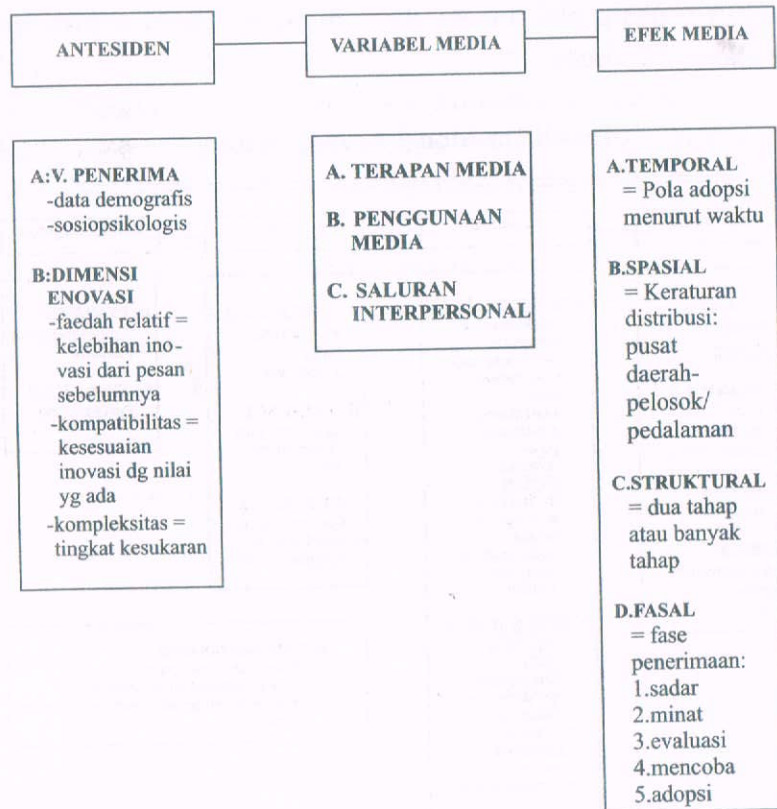 ANTESIDEN
VARIABEL MEDIA
EFEK MEDIA
A:V. PENERIMA
-data demografis
-sosiopsikologis
B:DIMENSI
ENOVASI
-faedah relatif =
kelebihan ino-
vasi dari pesan
sebelumnya
-kompatibilitas =
kesesuaian
inovasi dg nilai
yg ada
-kompleksitas =
tingkat kesukaran
A. TERAPAN MEDIA
B. PENGGUNAAN
MEDIA
C. SALURAN
INTERPERSONAL
A.TEMPORAL
= Pola adopsi
menurut waktu
B.SPASIAL
= Keraturan
distribusi:
pusat
daerah-
pelosok/
pedalaman
C.STRUKTURAL
= dua tahap
atau banyak
tahap
D.FASAL
= fase
penerimaan:
1.sadar
2.minat
3.evaluasi
4.mencoba
5.adopsi